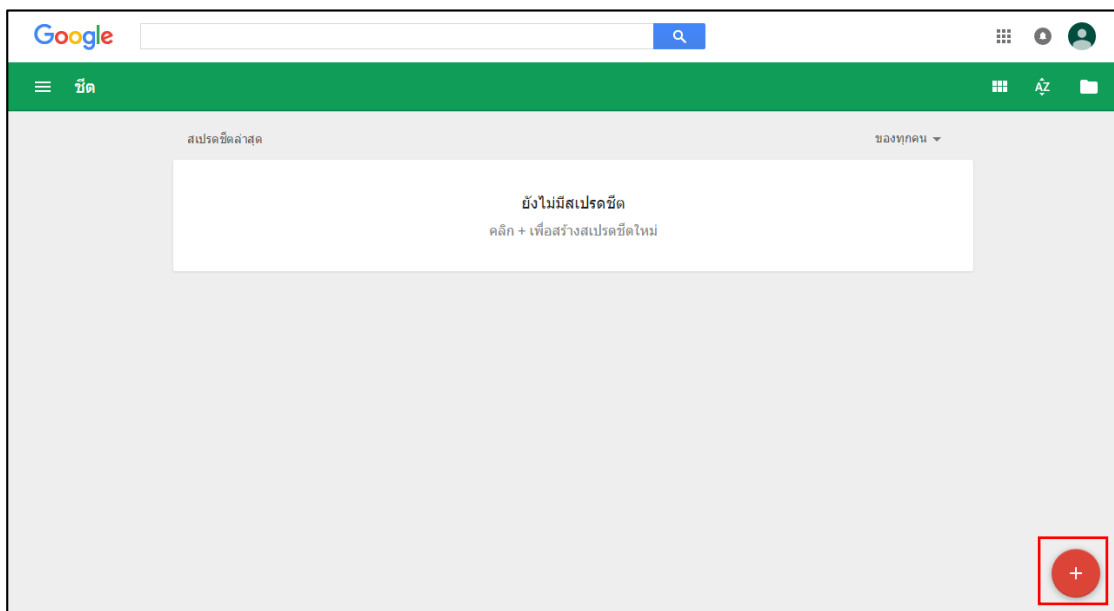 Google
ชีต
AZ
สเปรดชีตล่าสุด
ของทุกคน
ยังไม่มีสเปรดชีต
คลิก + เพื่อสร้างสเปรดชีตใหม่
+